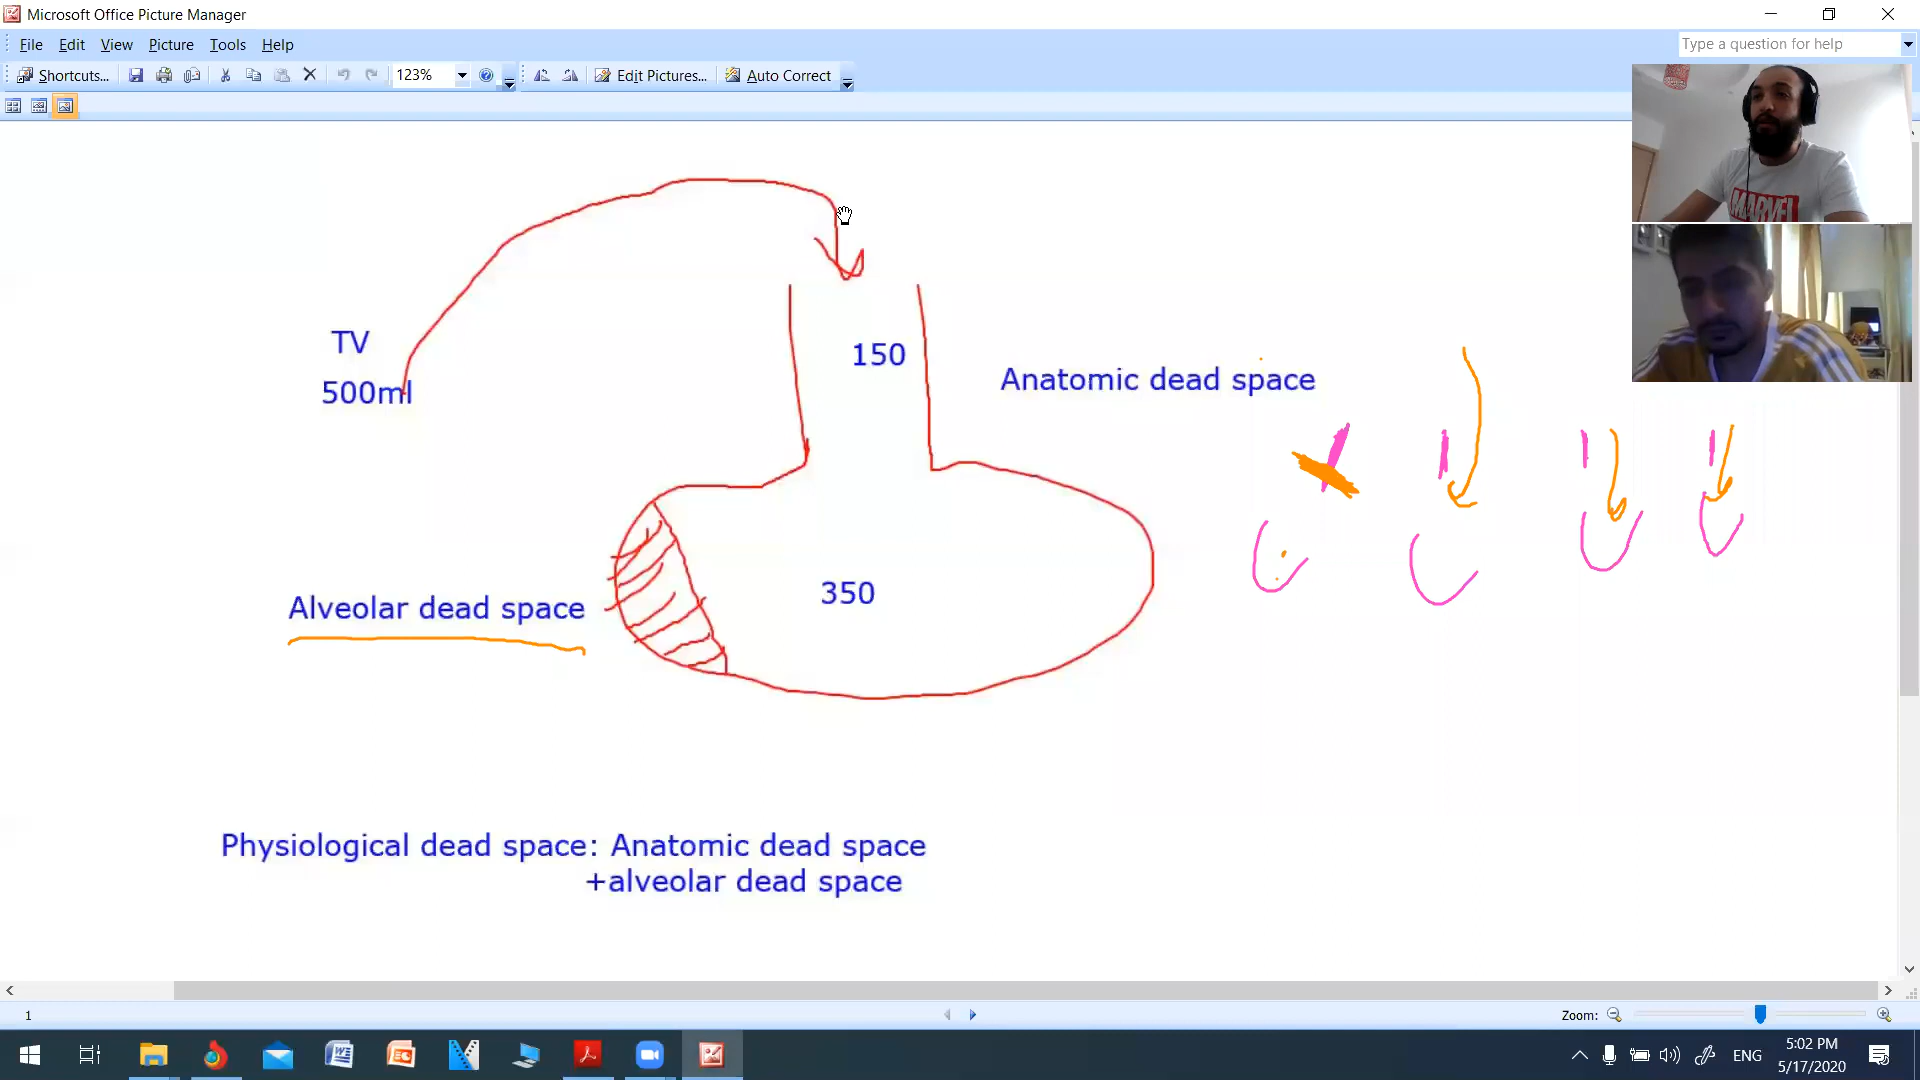 Microsoft Office Picture Manager
File Edit View Picture Tools Help
Type a question for help
Shortcuts... 123% Edit Pictures... Auto Correct
MARVEL
TV
500ml
150
Anatomic dead space
350
Alveolar dead space
Physiological dead space: Anatomic dead space
+alveolar dead space
1
Zoom:
ENG
5:02 PM
5/17/2020